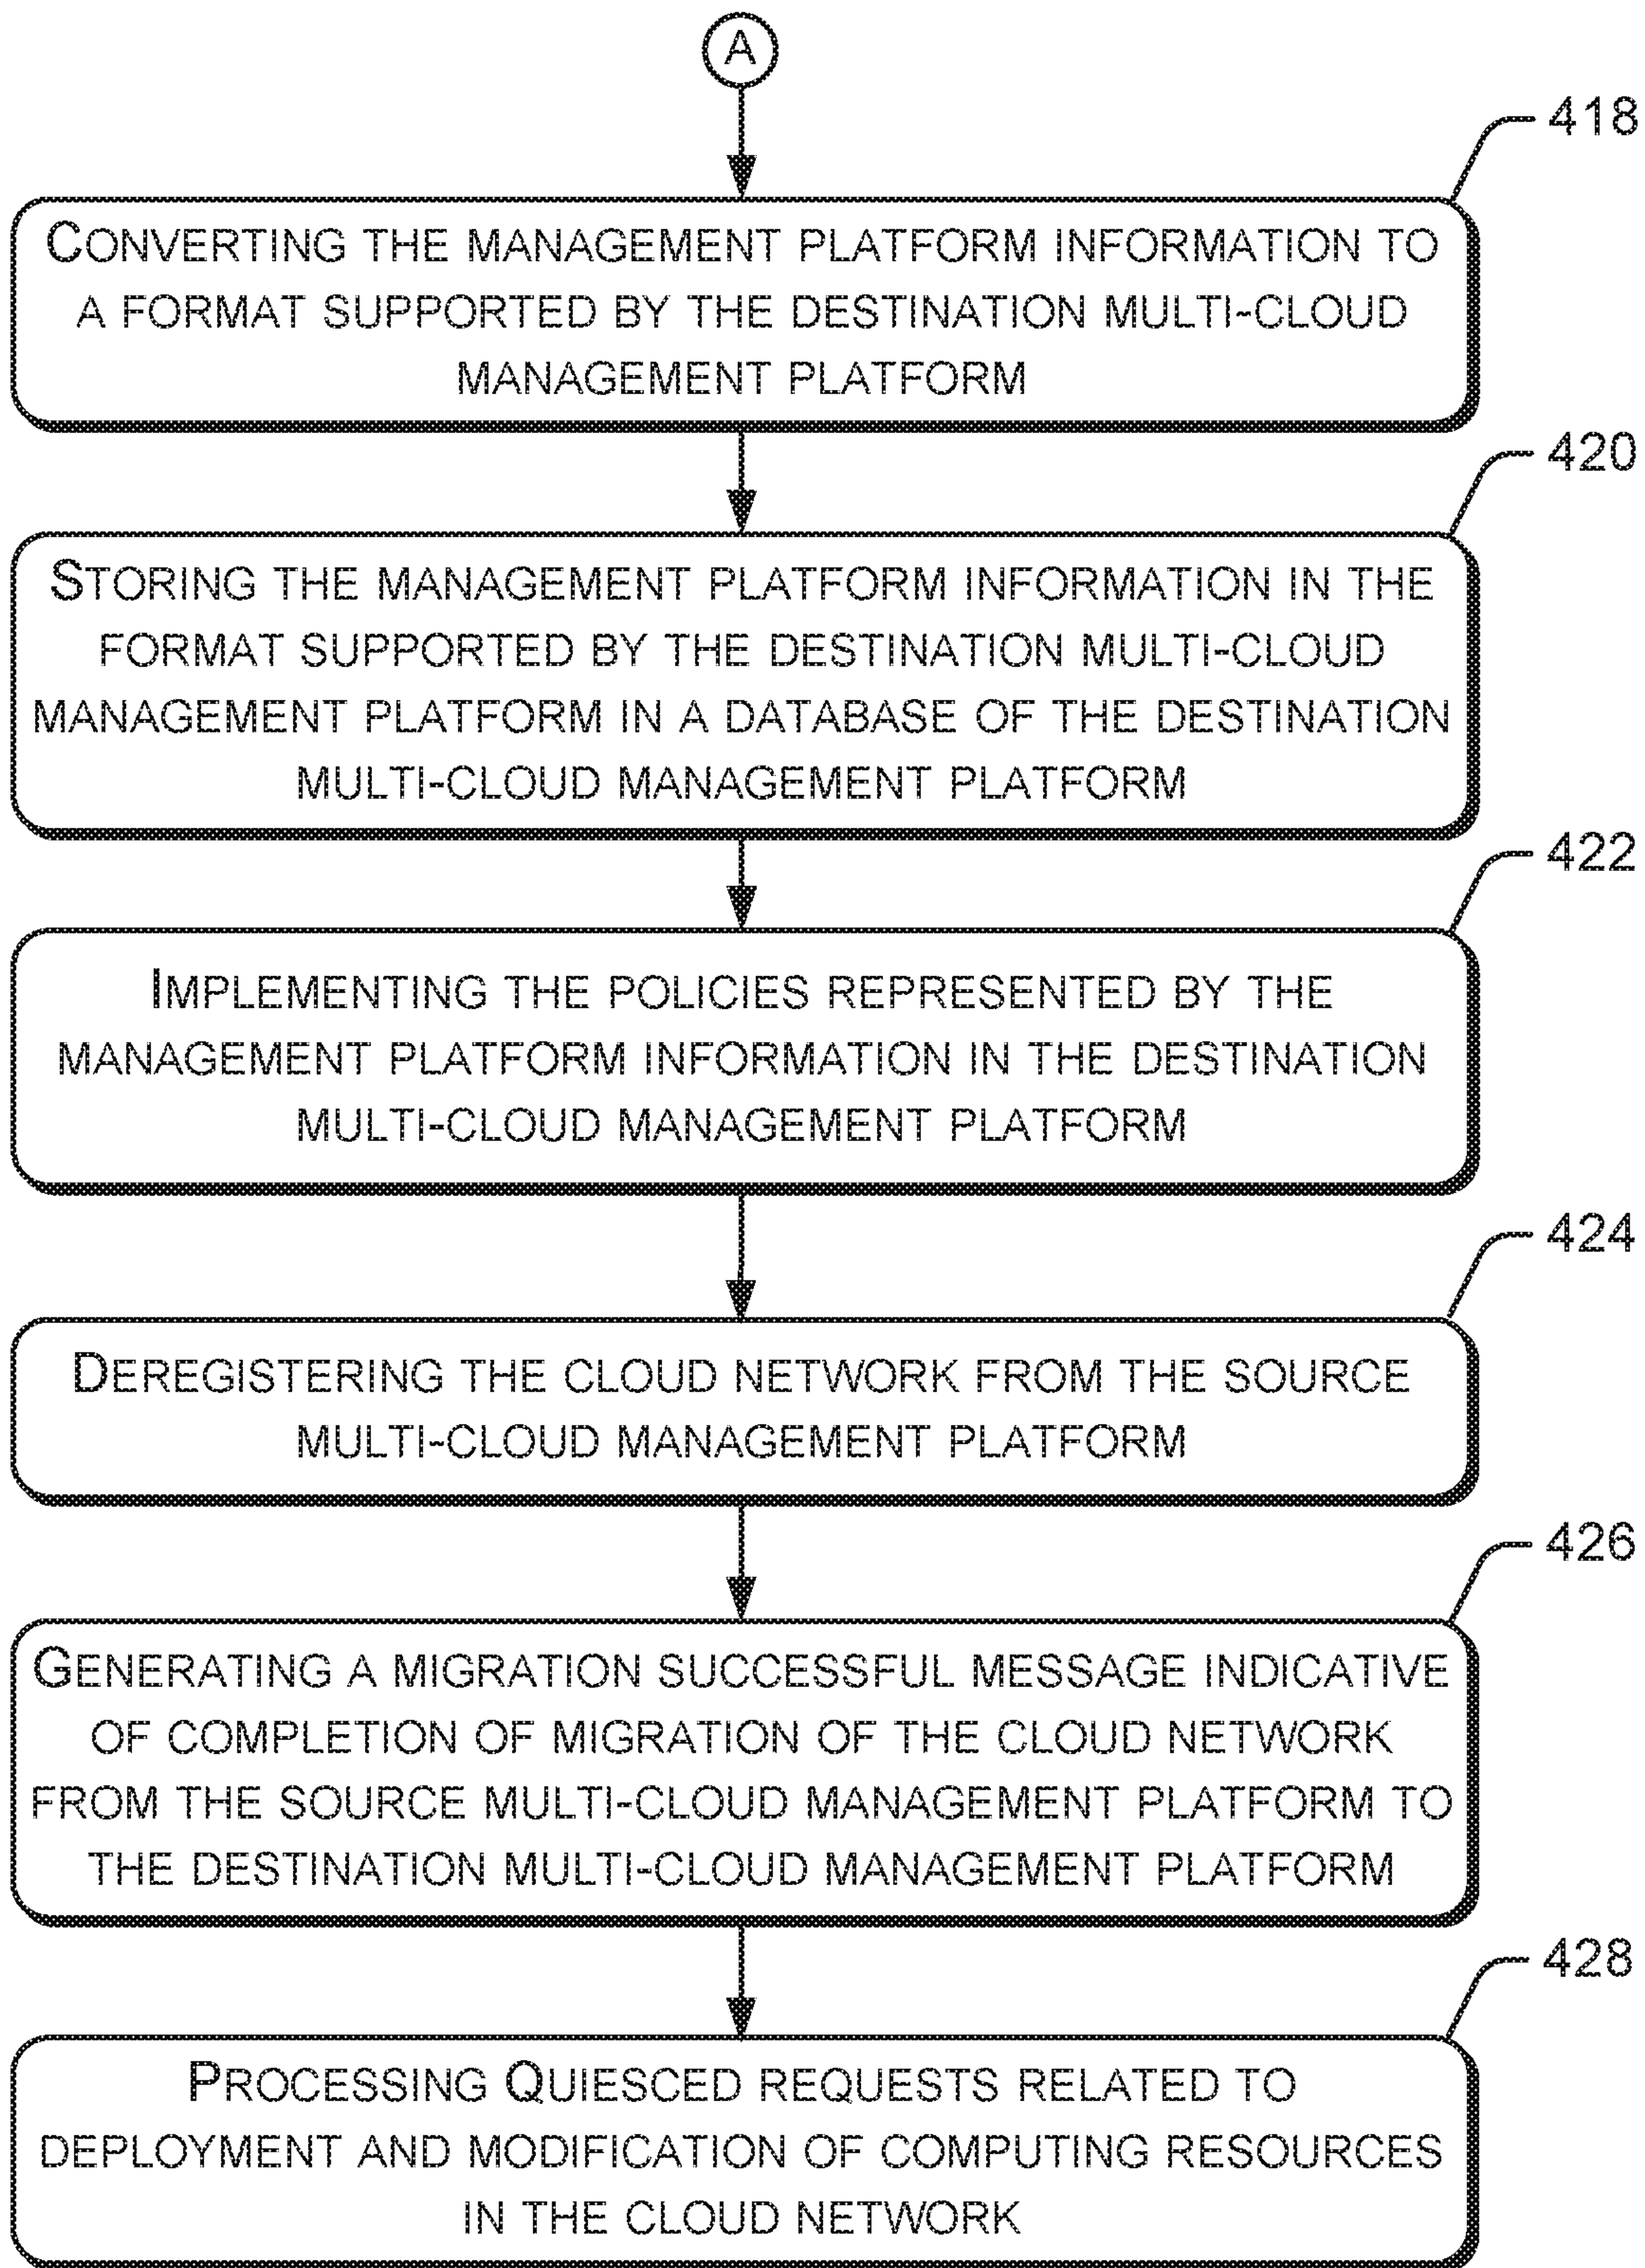 A
418
CONVERTING THE MANAGEMENT PLATFORM INFORMATION TO
A FORMAT SUPPORTED BY THE DESTINATION MULTI-CLOUD
MANAGEMENT PLATFORM
420
STORING THE MANAGEMENT PLATFORM INFORMATION IN THE
FORMAT SUPPORTED BY THE DESTINATION MULTI-CLOUD
MANAGEMENT PLATFORM IN A DATABASE OF THE DESTINATION
MULTI-CLOUD MANAGEMENT PLATFORM
422
IMPLEMENTING THE POLICIES REPRESENTED BY THE
MANAGEMENT PLATFORM INFORMATION IN THE DESTINATION
MULTI-CLOUD MANAGEMENT PLATFORM
424
DEREGISTERING THE CLOUD NETWORK FROM THE SOURCE
MULTI-CLOUD MANAGEMENT PLATFORM
426
GENERATING A MIGRATION SUCCESSFUL MESSAGE INDICATIVE
OF COMPLETION OF MIGRATION OF THE CLOUD NETWORK
FROM THE SOURCE MULTI-CLOUD MANAGEMENT PLATFORM TO
THE DESTINATION MULTI-CLOUD MANAGEMENT PLATFORM
428
PROCESSING QUIESCED REQUESTS RELATED TO
DEPLOYMENT AND MODIFICATION OF COMPUTING RESOURCES
IN THE CLOUD NETWORK